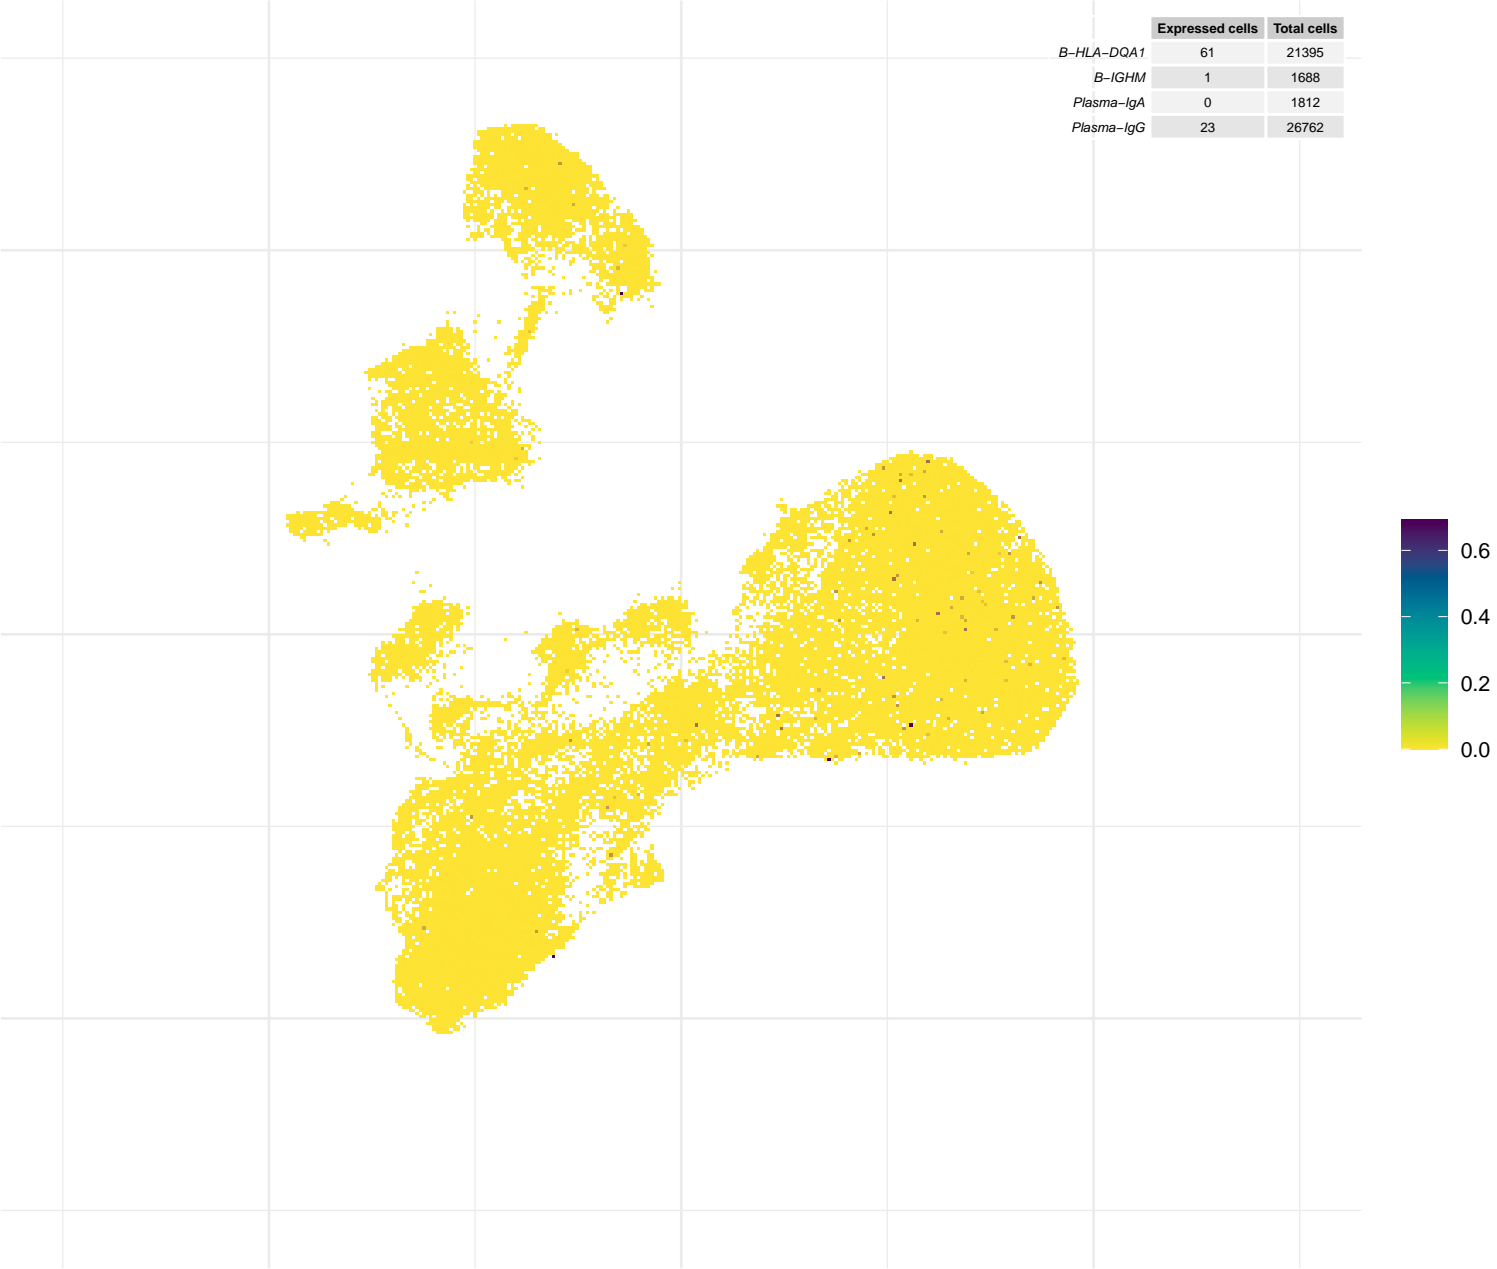 Expressed cells Total cells
B−HLA−DQA1 61 21395
B−IGHM 1 1688
Plasma−IgA 0 1812
Plasma−IgG 23 26762
0.6
0.4
0.2
0.0